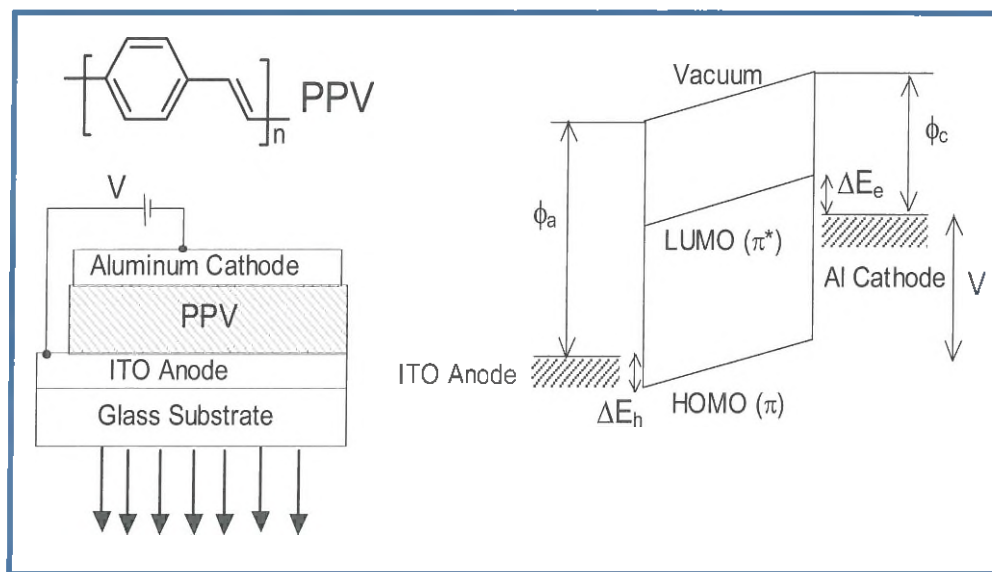 PPV
n
V
Aluminum Cathode
PPV
ITO Anode
Glass Substrate
Vacuum
ϕc
ΔEe
ϕa
LUMO (π*)
Al Cathode
V
ITO Anode
ΔEh
HOMO (π)